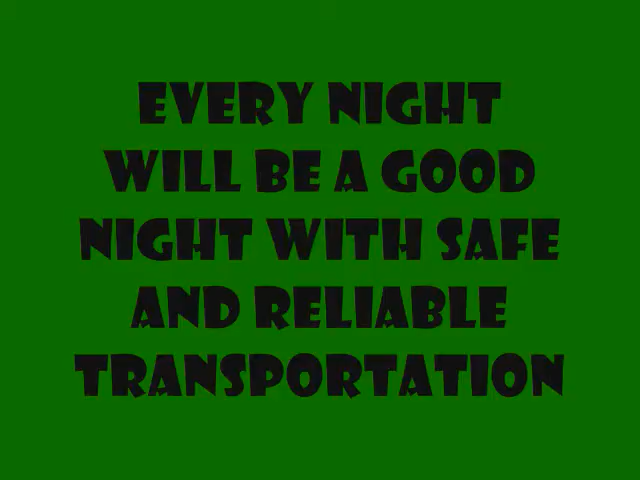 EVERY NIGHT
WILL BE A GOOD
NIGHT WITH SAFE
AND RELIABLE
TRANSPORTATION